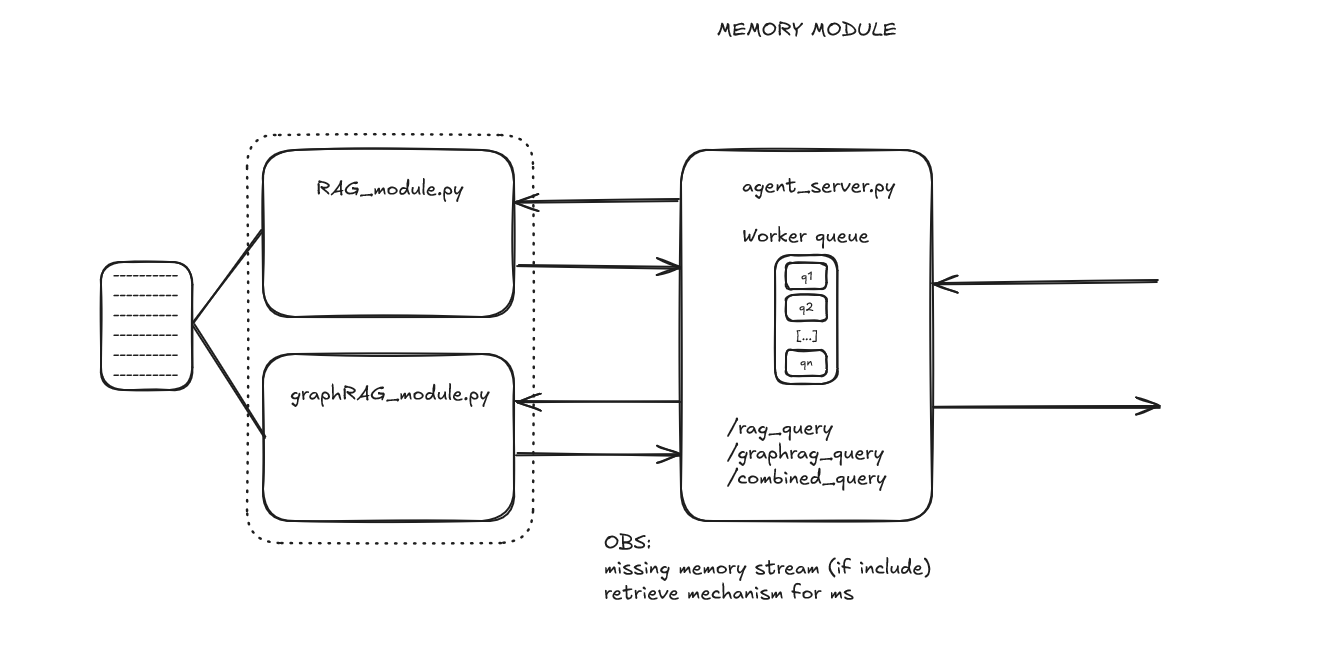 MEMORY MODULE
RAG_module.py
graphRAG_module.py
agent_server.py
Worker queue
q1
q2
[...]
qn
/rag_query
/graphrag_query
/combined_query
OBS:
missing memory stream (if include)
retrieve mechanism for ms